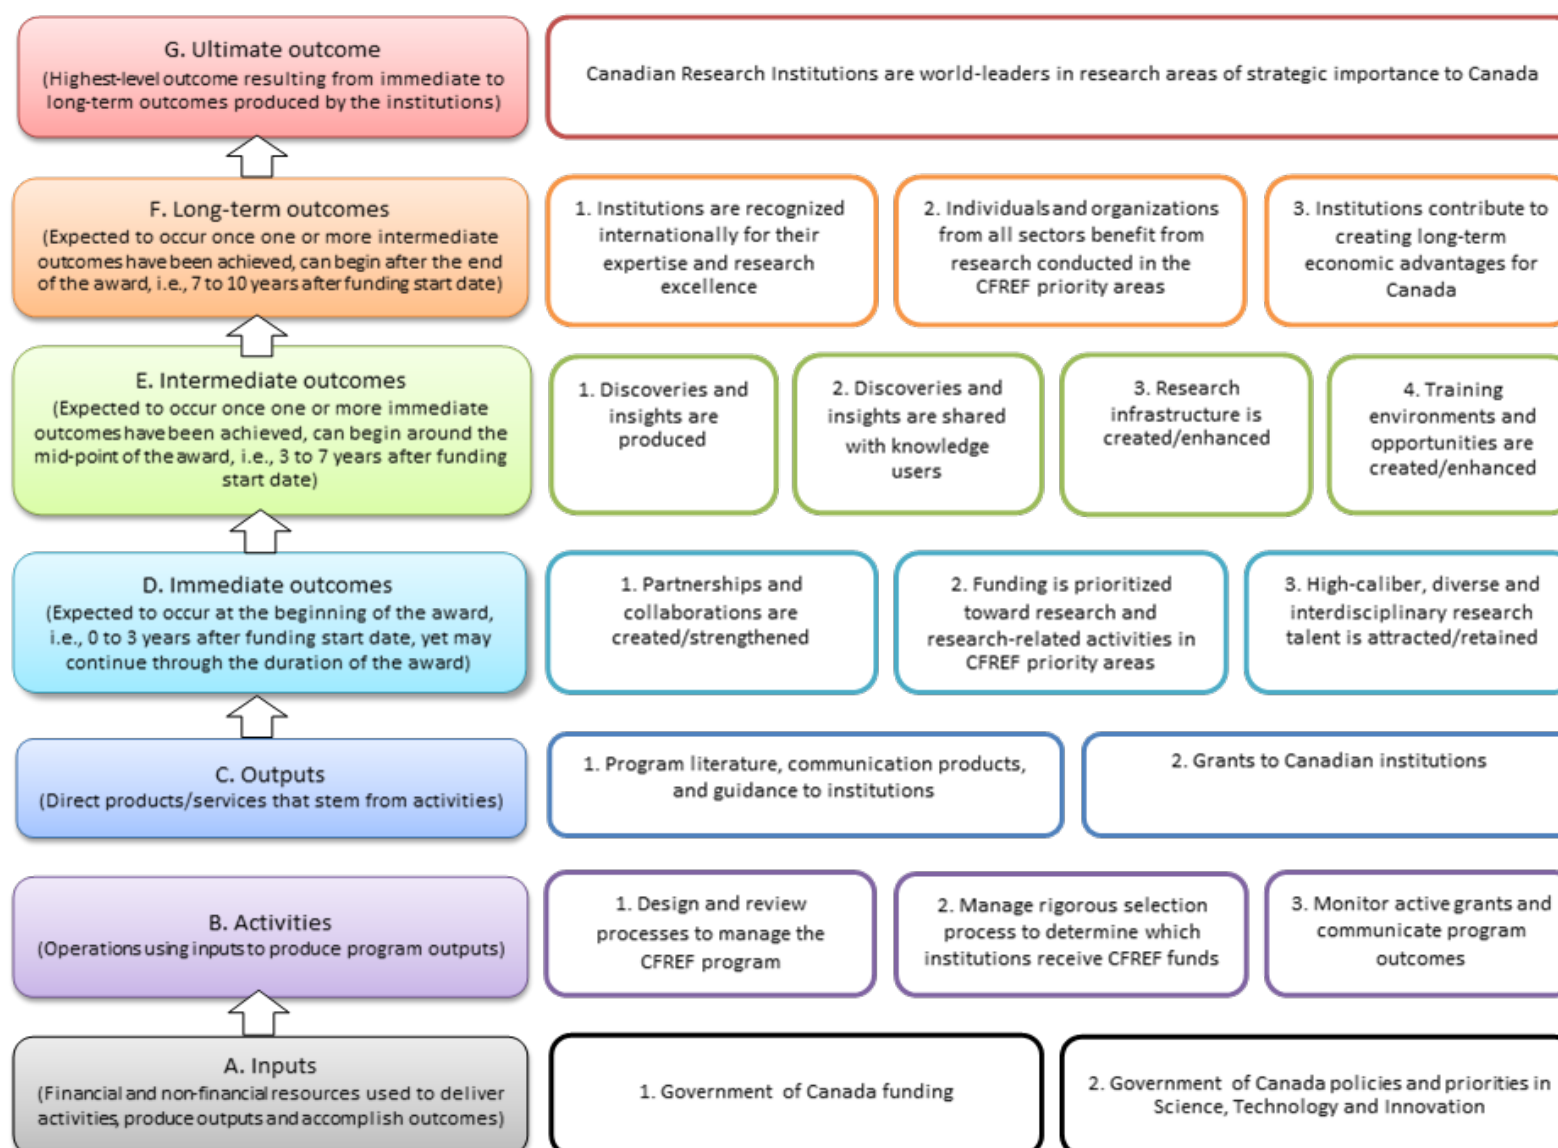 G. Ultimate outcome
(Highest-level outcome resulting from immediate to
long-term outcomes produced by the institutions)
Canadian Research Institutions are world-leaders in research areas of strategic importance to Canada
F. Long-term outcomes
(Expected to occur once one or more intermediate
outcomes have been achieved, can begin after the end
of the award, i.e., 7 to 10 years after funding start date)
1. Institutions are recognized
internationally for their
expertise and research
excellence
2. Individuals and organizations
from all sectors benefit from
research conducted in the
CFREF priority areas
3. Institutions contribute to
creating long-term
economic advantages for
Canada
E. Intermediate outcomes
(Expected to occur once one or more immediate
outcomes have been achieved, can begin around the
mid-point of the award, i.e., 3 to 7 years after funding
start date)
1. Discoveries and
insights are
produced
2. Discoveries and
insights are shared
with knowledge
users
3. Research
infrastructure is
created/enhanced
4. Training
environments and
opportunities are
created/enhanced
D. Immediate outcomes
(Expected to occur at the beginning of the award,
i.e., 0 to 3 years after funding start date, yet may
continue through the duration of the award)
1. Partnerships and
collaborations are
created/strengthened
2. Funding is prioritized
toward research and
research-related activities in
CFREF priority areas
3. High-caliber, diverse and
interdisciplinary research
talent is attracted/retained
C. Outputs
(Direct products/services that stem from activities)
1. Program literature, communication products,
and guidance to institutions
2. Grants to Canadian institutions
B. Activities
(Operations using inputs to produce program outputs)
1. Design and review
processes to manage the
CFREF program
2. Manage rigorous selection
process to determine which
institutions receive CFREF funds
3. Monitor active grants and
communicate program
outcomes
A. Inputs
(Financial and non-financial resources used to deliver
activities, produce outputs and accomplish outcomes)
1. Government of Canada funding
2. Government of Canada policies and priorities in
Science, Technology and Innovation